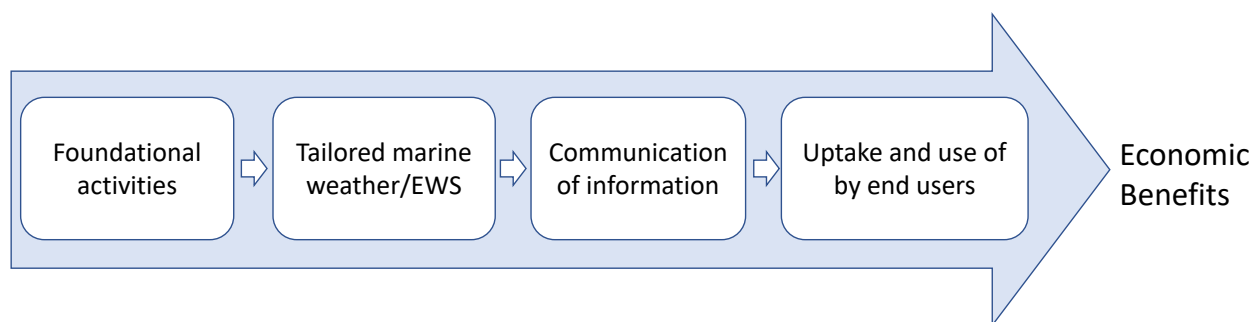 Foundational
activities
Tailored marine
weather/EWS
Communication
of information
Uptake and use of
by end users
Economic
Benefits